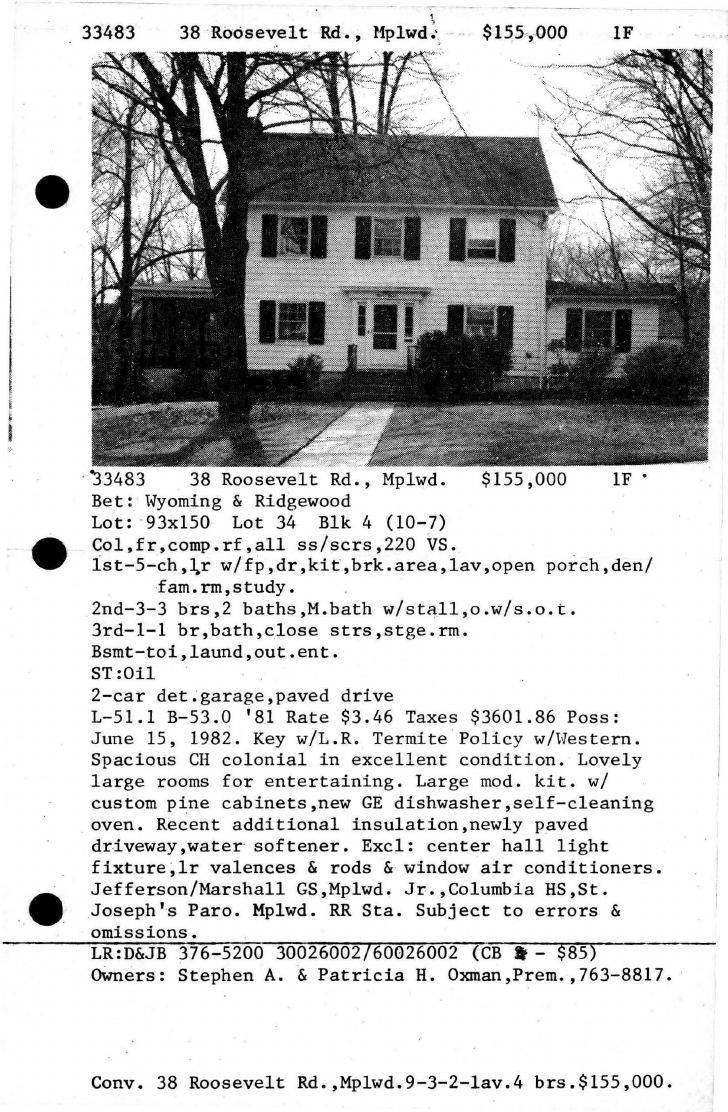 33483 38 Roosevelt Rd., Mplwd. $155,000 1F
33483 38 Roosevelt Rd., Mplwd. $155,000 1F
Bet: Wyoming & Ridgewood
Lot: 93x150 Lot 34 Blk 4 (10-7)
Col,fr,comp.rf,all ss/scrs,220 VS.
1st-5-ch,lr w/fp,dr,kit,brk.area,lav,open porch,den/
fam.rm,study.
2nd-3-3 brs,2 baths,M.bath w/stall,o.w/s.o.t.
3rd-1-1 br,bath,close strs,stge.rm.
Bsmt-toi,laund,out.ent.
ST:Oil
2-car det.garage,paved drive
L-51.1 B-53.0 '81 Rate $3.46 Taxes $3601.86 Poss:
June 15, 1982. Key w/L.R. Termite Policy w/Western.
Spacious CH colonial in excellent condition. Lovely
large rooms for entertaining. Large mod. kit. w/
custom pine cabinets,new GE dishwasher,self-cleaning
oven. Recent additional insulation,newly paved
driveway,water softener. Excl: center hall light
fixture,lr valences & rods & window air conditioners.
Jefferson/Marshall GS,Mplwd. Jr.,Columbia HS,St.
Joseph's Paro. Mplwd. RR Sta. Subject to errors &
omissions.
LR:D&JB 376-5200 30026002/60026002 (CB - $85)
Owners: Stephen A. & Patricia H. Oxman,Prem.,763-8817.
Conv. 38 Roosevelt Rd.,Mplwd.9-3-2-lav.4 brs.$155,000.